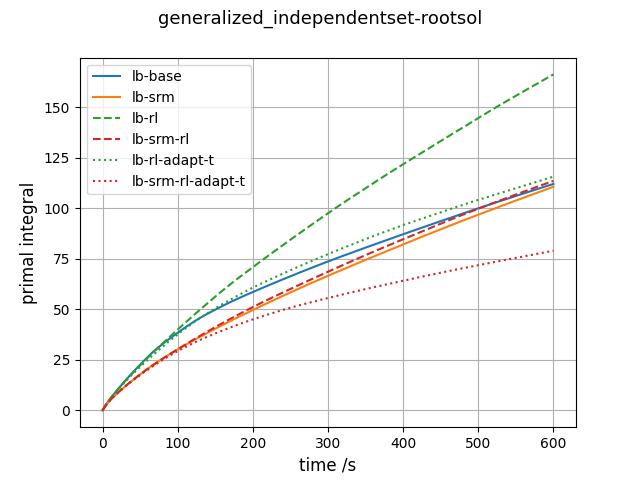 generalized_independentset-rootsol
lb-base
lb-srm
lb-rl
lb-srm-rl
lb-rl-adapt-t
lb-srm-rl-adapt-t
primal integral
150
125
100
75
50
25
0
0 100 200 300 400 500 600
time /s